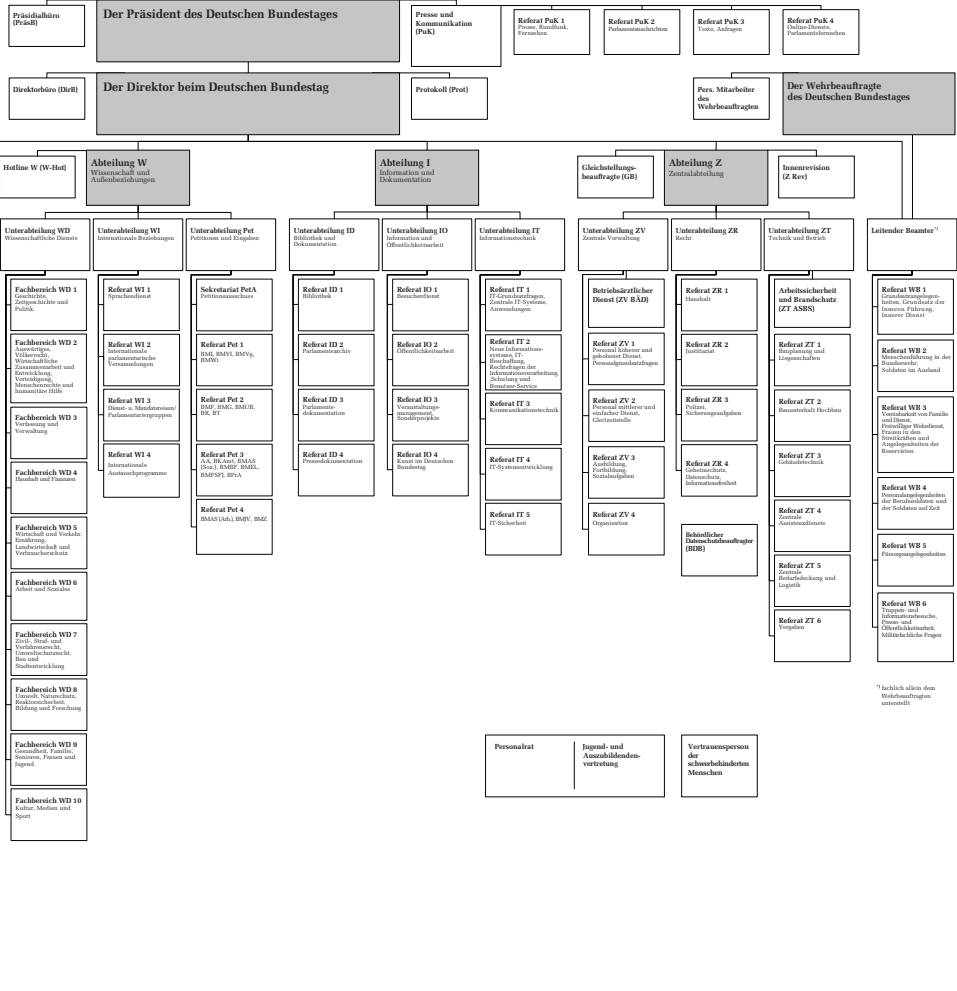 Präsidialbüro
(PräsB)
Der Präsident des Deutschen Bundestages
Presse und
Kommunikation
(PuK)
Referat PuK 1
Presse, Rundfunk,
Fernsehen
Referat PuK 2
Parlamentsnachrichten
Referat PuK 3
Texte, Anfragen
Referat PuK 4
Online-Dienste,
Parlamentsfernsehen
Direktorbüro (DirB)
Der Direktor beim Deutschen Bundestag
Protokoll (Prot)
Pers. Mitarbeiter
des
Wehrbeauftragten
Der Wehrbeauftragte
des Deutschen Bundestages
Hotline W (W-Hot)
Abteilung W
Wissenschaft und
Außenbeziehungen
Abteilung I
Information und
Dokumentation
Gleichstellungs-
beauftragte (GB)
Abteilung Z
Zentralabteilung
Innenrevision
(Z Rev)
Unterabteilung WD
Wissenschaftliche Dienste
Unterabteilung WI
Internationale Beziehungen
Unterabteilung Pet
Petitionen und Eingaben
Unterabteilung ID
Bibliothek und
Dokumentation
Unterabteilung IO
Information und
Öffentlichkeitsarbeit
Unterabteilung IT
Informationstechnik
Unterabteilung ZV
Zentrale Verwaltung
Unterabteilung ZR
Recht
Unterabteilung ZT
Technik und Betrieb
Leitender Beamter*)
Fachbereich WD 1
Geschichte,
Zeitgeschichte und
Politik
Fachbereich WD 2
Auswärtiges,
Völkerrecht,
Wirtschaftliche
Zusammenarbeit und
Entwicklung,
Verteidigung,
Menschenrechte und
humanitäre Hilfe
Fachbereich WD 3
Verfassung und
Verwaltung
Fachbereich WD 4
Haushalt und Finanzen
Fachbereich WD 5
Wirtschaft und Verkehr,
Ernährung,
Landwirtschaft und
Verbraucherschutz
Fachbereich WD 6
Arbeit und Soziales
Fachbereich WD 7
Zivil-, Straf- und
Verfahrensrecht,
Umweltschutzrecht,
Bau und
Stadtentwicklung
Fachbereich WD 8
Umwelt, Naturschutz,
Reaktorsicherheit,
Bildung und Forschung
Fachbereich WD 9
Gesundheit, Familie,
Senioren, Frauen und
Jugend
Fachbereich WD 10
Kultur, Medien und
Sport
Referat WI 1
Sprachendienst
Referat WI 2
Internationale
parlamentarische
Versammlungen
Referat WI 3
Dienst- u. Mandatsreisen/
Parlamentariergruppen
Referat WI 4
Internationale
Austauschprogramme
Sekretariat PetA
Petitionsausschuss
Referat Pet 1
BMI, BMVI, BMVg,
BMWi
Referat Pet 2
BMF, BMG, BMUB,
BR, BT
Referat Pet 3
AA, BKAmt, BMAS
(Soz.), BMBF, BMEL,
BMFSFJ, BPrA
Referat Pet 4
BMAS (Arb.), BMJV, BMZ
Referat ID 1
Bibliothek
Referat ID 2
Parlamentsarchiv
Referat ID 3
Parlaments-
dokumentation
Referat ID 4
Pressedokumentation
Referat IO 1
Besucherdienst
Referat IO 2
Öffentlichkeitsarbeit
Referat IO 3
Veranstaltungs-
management,
Sonderprojekte
Referat IO 4
Kunst im Deutschen
Bundestag
Referat IT 1
IT-Grundsatzfragen,
Zentrale IT-Systeme,
Anwendungen
Referat IT 2
Neue Informations-
systeme, IT-
Beschaffung,
Rechtsfragen der
Informationsverarbeitung
,Schulung und
Benutzer-Service
Referat IT 3
Kommunikationstechnik
Referat IT 4
IT-Systementwicklung
Referat IT 5
IT-Sicherheit
Betriebsärztlicher
Dienst (ZV BÄD)
Referat ZV 1
Personal höherer und
gehobener Dienst,
Personalgrundsatzfragen
Referat ZV 2
Personal mittlerer und
einfacher Dienst,
Gleitzeitstelle
Referat ZV 3
Ausbildung,
Fortbildung,
Sozialaufgaben
Referat ZV 4
Organisation
Referat ZR 1
Haushalt
Referat ZR 2
Justitiariat
Referat ZR 3
Polizei,
Sicherungsaufgaben
Referat ZR 4
Geheimschutz,
Datenschutz,
Informationsfreiheit
Behördlicher
Datenschutzbeauftragter
(BDB)
Arbeitssicherheit
und Brandschutz
(ZT ASBS)
Referat ZT 1
Bauplanung und
Liegenschaften
Referat ZT 2
Bauunterhalt Hochbau
Referat ZT 3
Gebäudetechnik
Referat ZT 4
Zentrale
Assistenzdienste
Referat ZT 5
Zentrale
Bedarfsdeckung und
Logistik
Referat ZT 6
Vergaben
Referat WB 1
Grundsatzangelegen-
heiten, Grundsatz der
Inneren Führung,
Innerer Dienst
Referat WB 2
Menschenführung in der
Bundeswehr,
Soldaten im Ausland
Referat WB 3
Vereinbarkeit von Familie
und Dienst,
Freiwilliger Wehrdienst,
Frauen in den
Streitkräften und
Angelegenheiten der
Reservisten
Referat WB 4
Personalangelegenheiten
der Berufssoldaten und
der Soldaten auf Zeit
Referat WB 5
Fürsorgeangelegenheiten
Referat WB 6
Truppen- und
Informationsbesuche,
Presse- und
Öffentlichkeitsarbeit,
Militärfachliche Fragen
*) fachlich allein dem
Wehrbeauftragten
unterstellt
Personalrat
Jugend- und
Auszubildenden-
vertretung
Vertrauensperson
der
schwerbehinderten
Menschen